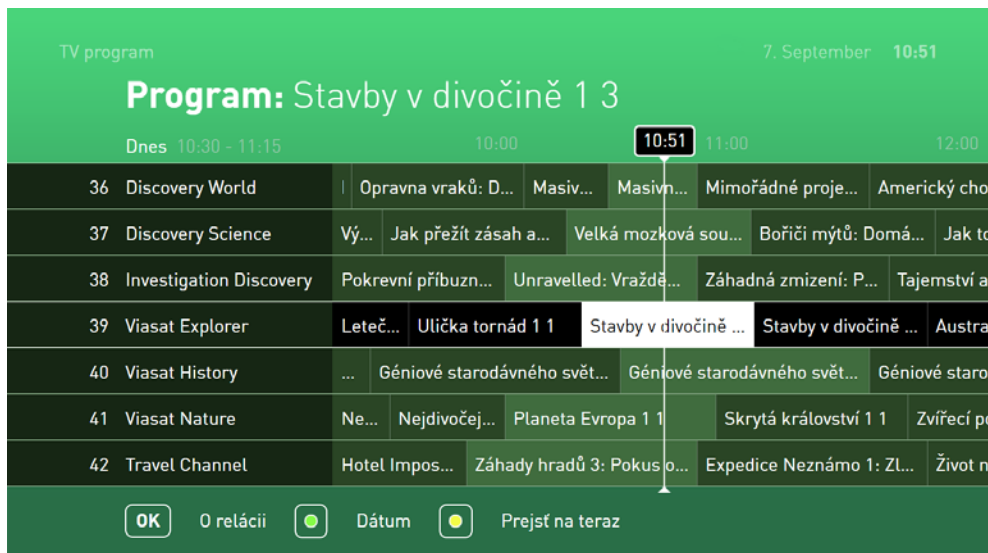 TV program 7. September 10:51
Program: Stavby v divočině 1 3
Dnes 10:30 - 11:15 10:00 10:51 11:00 12:00
36 Discovery World Opravna vraků: D... Masiv... Masivn... Mimořádné proje... Americký cho
37 Discovery Science Vý... Jak přežít zásah a... Velká mozková sou... Bořiči mýtů: Domá... Jak to
38 Investigation Discovery Pokrevní příbuzn... Unravelled: Vraždě... Záhadná zmizení: P... Tajemství a
39 Viasat Explorer Leteč... Ulička tornád 1 1 Stavby v divočině ... Stavby v divočině ... Austra
40 Viasat History ... Géniové starodávného svět... Géniové starodávného svět... Géniové staro
41 Viasat Nature Ne... Nejdivočej... Planeta Evropa 1 1 Skrytá království 1 1 Zvířecí po
42 Travel Channel Hotel Impos... Záhady hradů 3: Pokus o... Expedice Neznámo 1: Zl... Život n
OK O relácii Dátum Prejsť na teraz